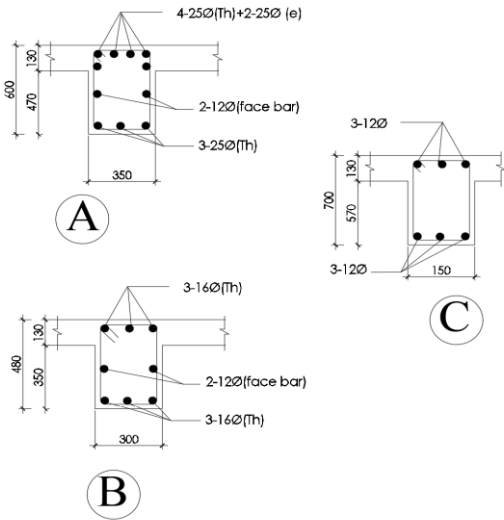 4-25Ø(Th)+2-25Ø (e)
600
130
470
2-12Ø(face bar)
3-25Ø(Th)
350
A
3-12Ø
700
130
570
3-12Ø
150
C
3-16Ø(Th)
480
130
350
2-12Ø(face bar)
3-16Ø(Th)
300
B